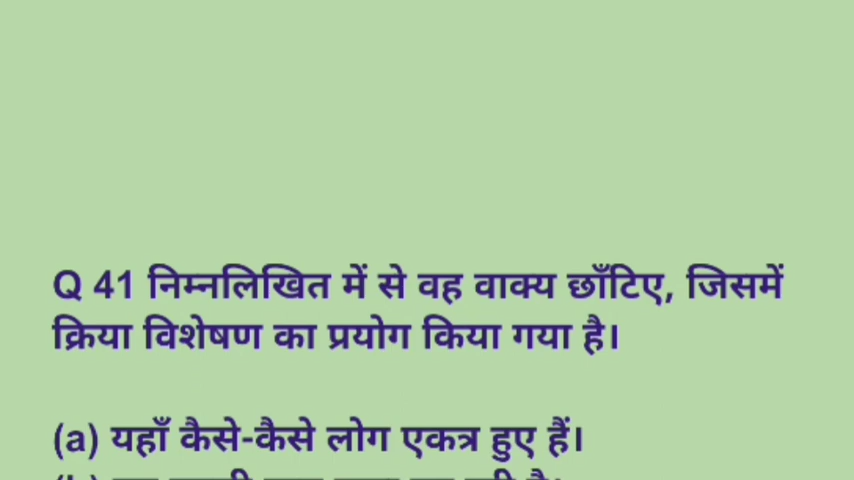 Q 41 निम्नलिखित में से वह वाक्य छाँटिए, जिसमें
क्रिया विशेषण का प्रयोग किया गया है।
(a) यहाँ कैसे-कैसे लोग एकत्र हुए हैं।